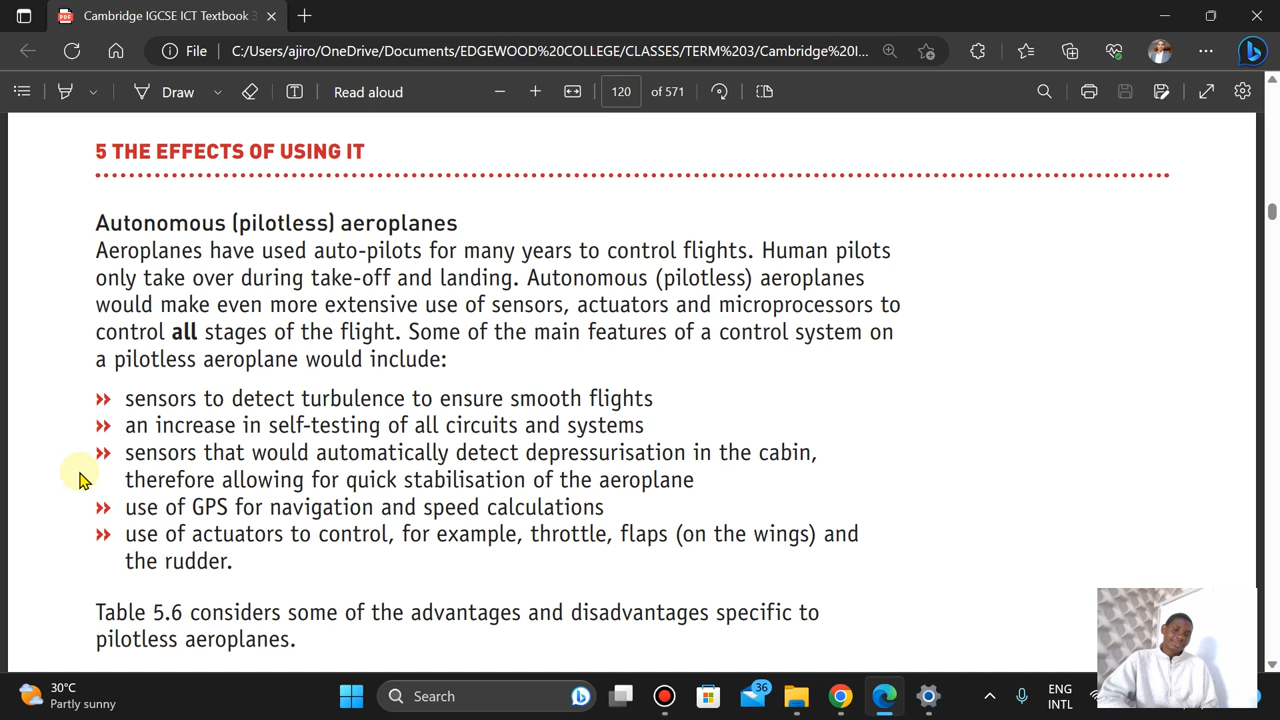 Cambridge IGCSE ICT Textbook 3
File
C:/Users/ajiro/OneDrive/Documents/EDGEWOOD%20COLLEGE/CLASSES/TERM%203/Cambridge%20I...
Draw
Read aloud
120 of 571
5 THE EFFECTS OF USING IT
Autonomous (pilotless) aeroplanes
Aeroplanes have used auto-pilots for many years to control flights. Human pilots
only take over during take-off and landing. Autonomous (pilotless) aeroplanes
would make even more extensive use of sensors, actuators and microprocessors to
control all stages of the flight. Some of the main features of a control system on
a pilotless aeroplane would include:
» sensors to detect turbulence to ensure smooth flights
» an increase in self-testing of all circuits and systems
» sensors that would automatically detect depressurisation in the cabin,
therefore allowing for quick stabilisation of the aeroplane
» use of GPS for navigation and speed calculations
» use of actuators to control, for example, throttle, flaps (on the wings) and
the rudder.
Table 5.6 considers some of the advantages and disadvantages specific to
pilotless aeroplanes.
30°C
Partly sunny
Search
36
ENG
INTL